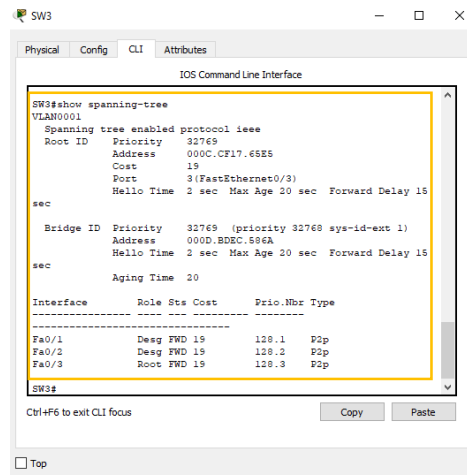 SW3
Physical Config CLI Attributes
IOS Command Line Interface
SW3#show spanning-tree
VLAN0001
  Spanning tree enabled protocol ieee
  Root ID    Priority    32769
             Address     000C.CF17.65E5
             Cost        19
             Port        3(FastEthernet0/3)
             Hello Time  2 sec  Max Age 20 sec  Forward Delay 15
sec

  Bridge ID  Priority    32769  (priority 32768 sys-id-ext 1)
             Address     000D.BDEC.586A
             Hello Time  2 sec  Max Age 20 sec  Forward Delay 15
sec
             Aging Time  20

Interface        Role Sts Cost      Prio.Nbr Type
---------------- ---- --- --------- --------
--------------------------------
Fa0/1            Desg FWD 19        128.1    P2p
Fa0/2            Desg FWD 19        128.2    P2p
Fa0/3            Root FWD 19        128.3    P2p

SW3#
Ctrl+F6 to exit CLI focus Copy Paste
Top